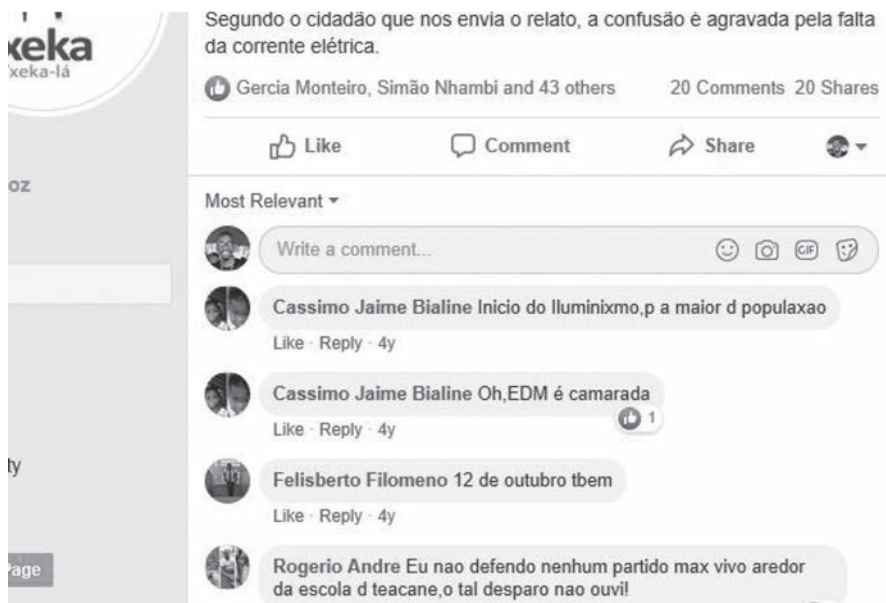 xeka
xeka-lá
oz
ty
Page
Segundo o cidadão que nos envia o relato, a confusão é agravada pela falta
da corrente elétrica.
Gercia Monteiro, Simão Nhambi and 43 others 20 Comments 20 Shares
Like Comment Share
Most Relevant
Write a comment... GIF
Cassimo Jaime Bialine Inicio do Iluminixmo,p a maior d populaxao
Like · Reply · 4y
Cassimo Jaime Bialine Oh,EDM é camarada
1
Like · Reply · 4y
Felisberto Filomeno 12 de outubro tbem
Like · Reply · 4y
Rogerio Andre Eu nao defendo nenhum partido max vivo aredor
da escola d teacane,o tal desparo nao ouvi!